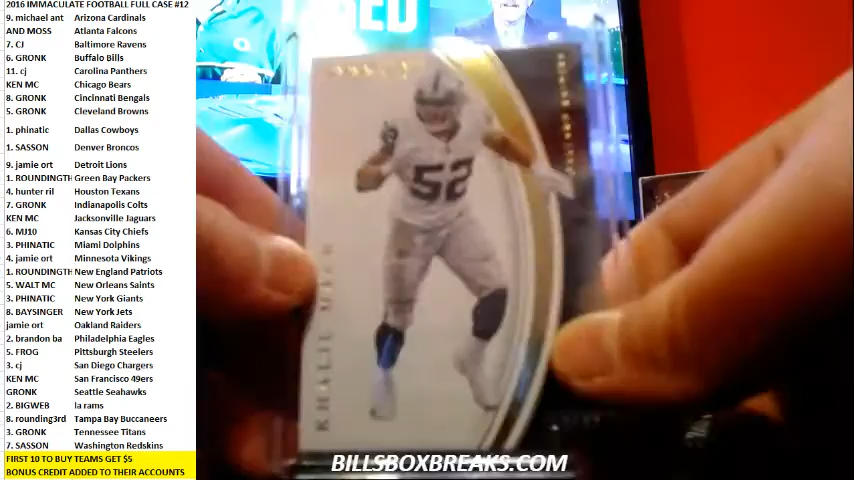 2016 IMMACULATE FOOTBALL FULL CASE #12
9. michael ant Arizona Cardinals
AND MOSS Atlanta Falcons
7. CJ Baltimore Ravens
6. GRONK Buffalo Bills
11. cj Carolina Panthers
KEN MC Chicago Bears
8. GRONK Cincinnati Bengals
5. GRONK Cleveland Browns
1. phinatic Dallas Cowboys
1. SASSON Denver Broncos
9. jamie ort Detroit Lions
1. ROUNDINGTH Green Bay Packers
4. hunter ril Houston Texans
7. GRONK Indianapolis Colts
KEN MC Jacksonville Jaguars
6. MJ10 Kansas City Chiefs
3. PHINATIC Miami Dolphins
4. jamie ort Minnesota Vikings
1. ROUNDINGTH New England Patriots
5. WALT MC New Orleans Saints
3. PHINATIC New York Giants
8. BAYSINGER New York Jets
jamie ort Oakland Raiders
2. brandon ba Philadelphia Eagles
5. FROG Pittsburgh Steelers
3. cj San Diego Chargers
KEN MC San Francisco 49ers
GRONK Seattle Seahawks
2. BIGWEB la rams
8. rounding3rd Tampa Bay Buccaneers
3. GRONK Tennessee Titans
7. SASSON Washington Redskins
FIRST 10 TO BUY TEAMS GET $5
BONUS CREDIT ADDED TO THEIR ACCOUNTS
ED
52
KHALIL MACK
BILLSBOXBREAKS.COM